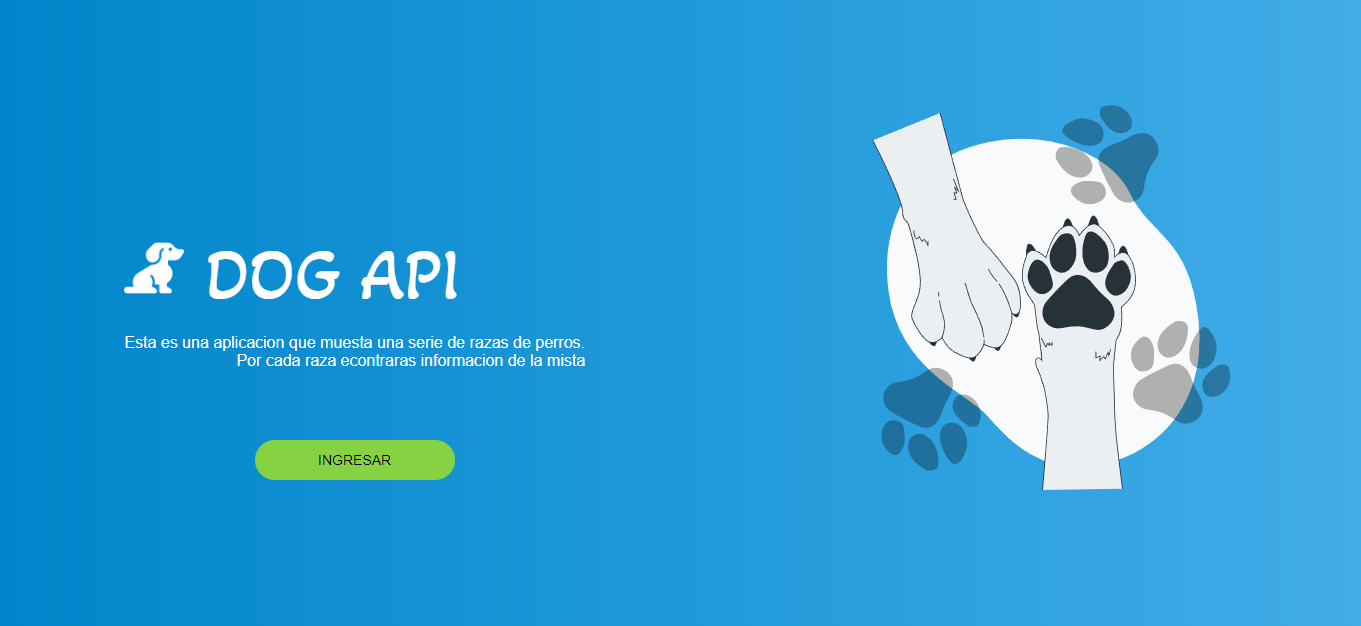 DOG API
Esta es una aplicacion que muesta una serie de razas de perros.
Por cada raza econtraras informacion de la mista
INGRESAR